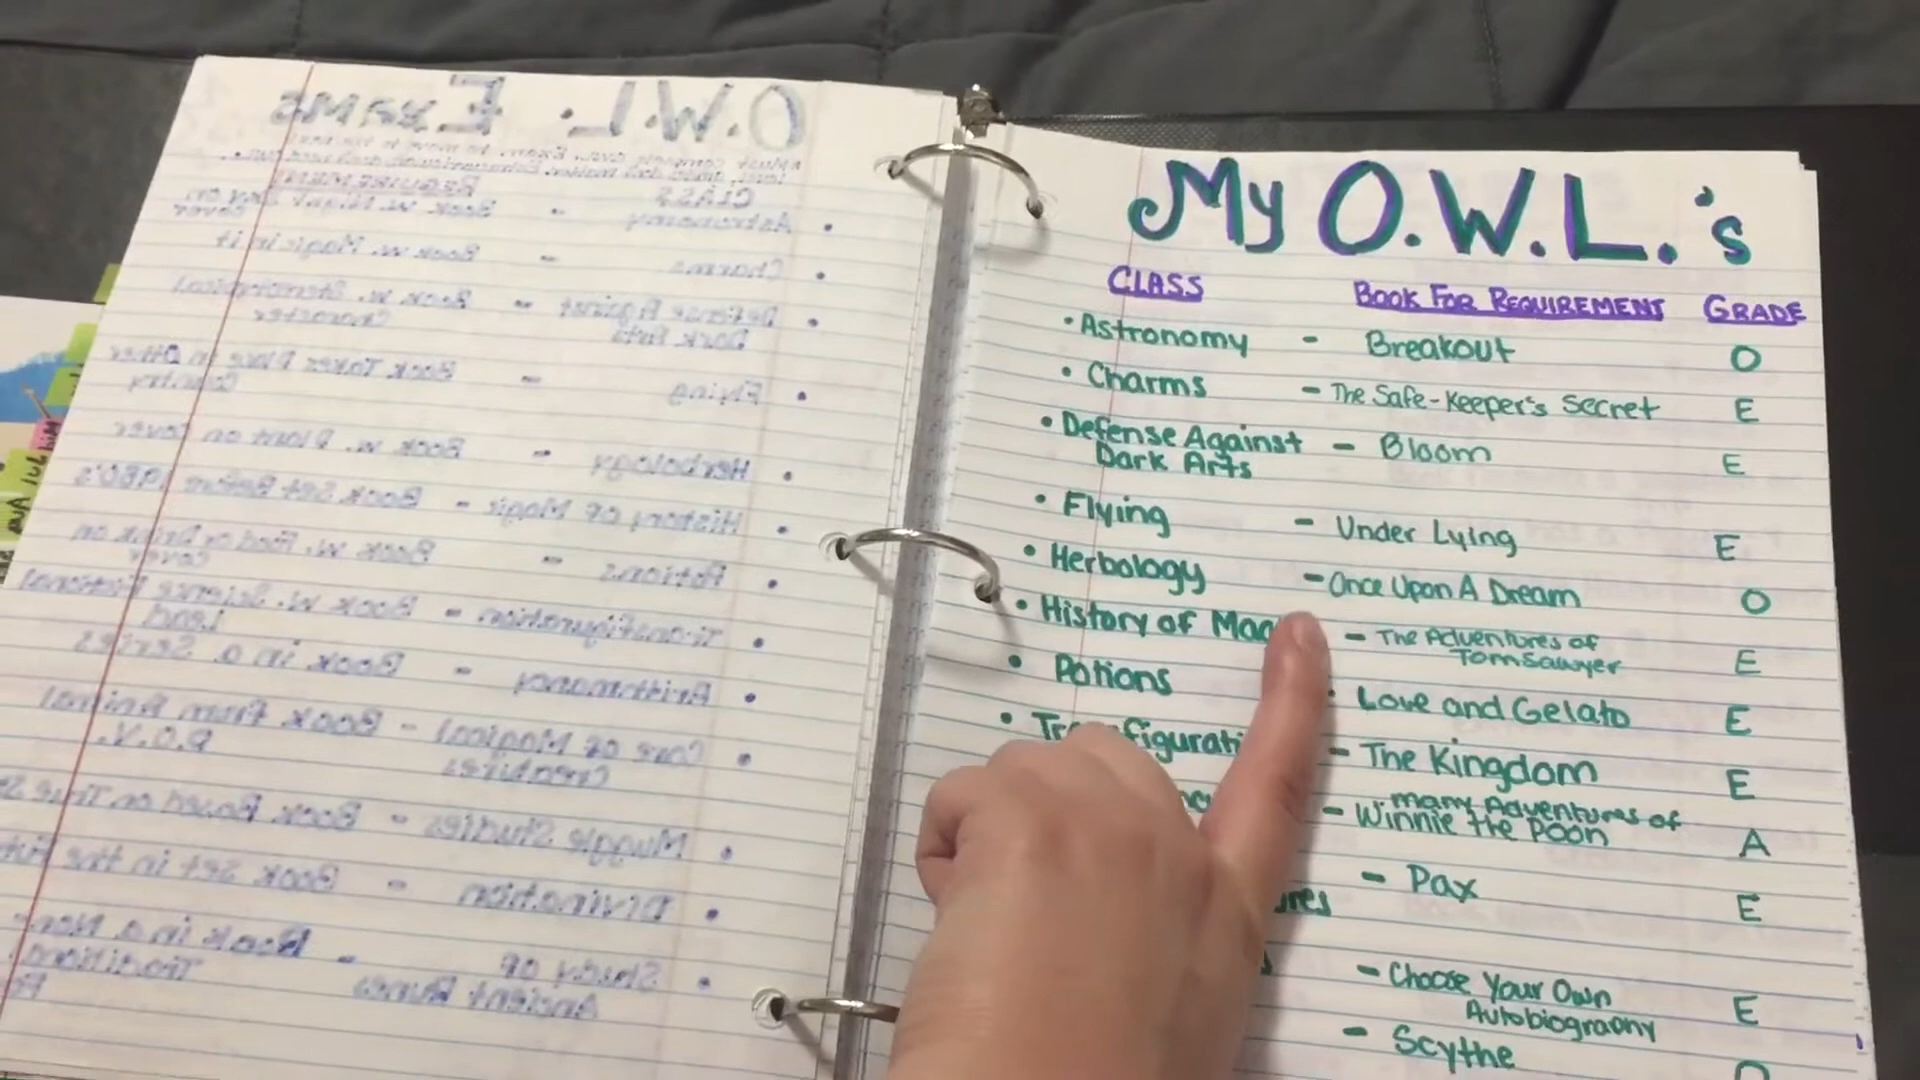 O.W.L. Exams
CLASS REQUIREMENT
• Astronomy - Book w. Night Sky on
Cover
• Charms - Book w. Magic in it
• Defense Against - Book w. Stereotypical
Dark Arts Character
• Flying - Book Takes Place in Other
Country
• Herbology - Book w. Plant on Cover
• History of Magic - Book Set Before 1980's
• Potions - Book w. Food or Drink on
Cover
• Transfiguration - Book w. Science Fictional
Lead
• Arithmancy - Book in a Series
• Care of Magical - Book from Animal
Creatures P.O.V.
• Muggle Studies - Book Based on True
• Divination - Book Set in the
• Study of - Book in a Non
Ancient Runes Traditional
My O.W.L.'s
CLASS BOOK FOR REQUIREMENT GRADE
• Astronomy - Breakout O
• Charms - The Safe-Keeper's Secret E
• Defense Against - Bloom E
Dark Arts
• Flying - Under Lying E
• Herbology - Once Upon A Dream O
• History of Mag - The Adventures of E
Tom Sawyer
• Potions Love and Gelato E
• Tr figurati - The Kingdom E
many Adventures of
- Winnie the Pooh A
ures - Pax E
- Choose Your Own E
Autobiography
- Scythe